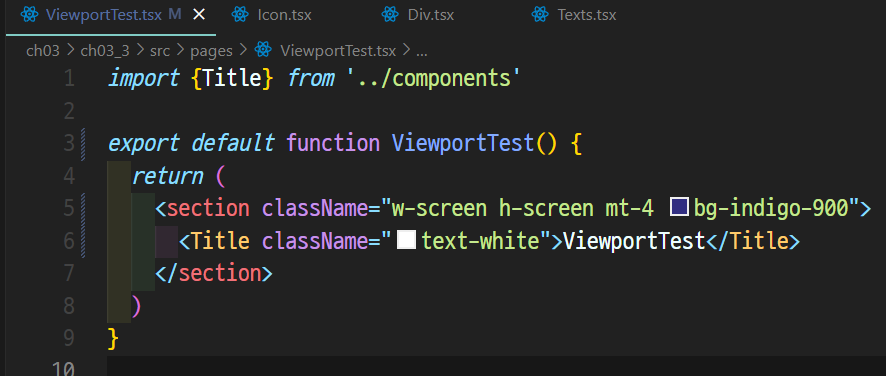 ViewportTest.tsx M × Icon.tsx Div.tsx Texts.tsx
ch03 > ch03_3 > src > pages > ViewportTest.tsx > ...
1 import {Title} from '../components'
2
3 export default function ViewportTest() {
4 return (
5 <section className="w-screen h-screen mt-4 bg-indigo-900">
6 <Title className="text-white">ViewportTest</Title>
7 </section>
8 )
9 }
10